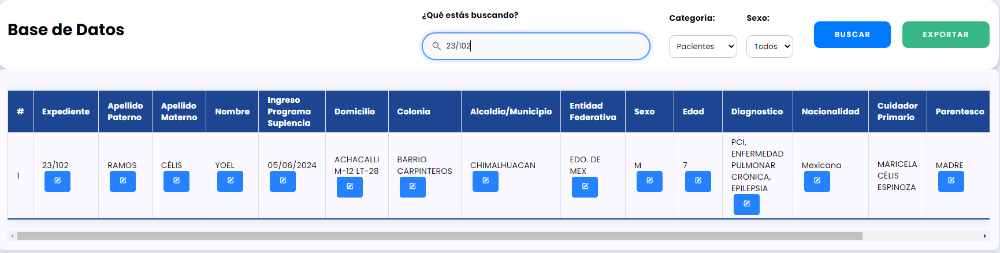 Base de Datos
¿Qué estás buscando?
23/102
Categoría:
Pacientes
Sexo:
Todos
BUSCAR
EXPORTAR
#
Expediente
Apellido
Paterno
Apellido
Materno
Nombre
Ingreso
Programa
Suplencia
Domicilio
Colonia
Alcaldia/Municipio
Entidad
Federativa
Sexo
Edad
Diagnostico
Nacionalidad
Cuidador
Primario
Parentesco
1
23/102
RAMOS
CÉLIS
YOEL
05/06/2024
ACHACALLI
M-12 LT-28
BARRIO
CARPINTEROS
CHIMALHUACAN
EDO. DE
MEX
M
7
PCI,
ENFERMEDAD
PULMONAR
CRÓNICA,
EPILEPSIA
Mexicana
MARICELA
CÉLIS
ESPINOZA
MADRE